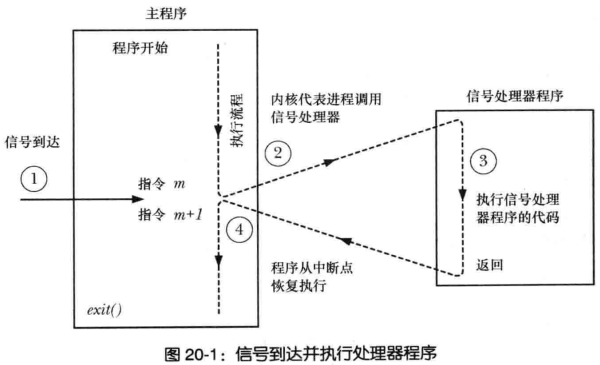 主程序
程序开始
执行流程
内核代表进程调用
信号处理器
信号处理器程序
信号到达
①
②
③
指令 m
指令 m+1
④
执行信号处理
器程序的代码
程序从中断点
恢复执行
返回
exit()
图 20-1：信号到达并执行处理器程序